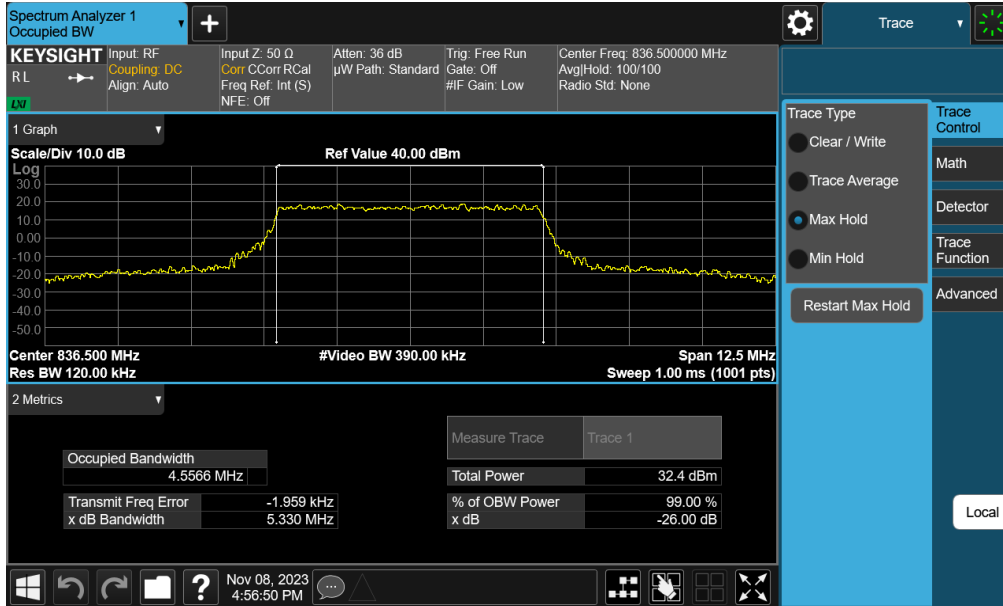 Spectrum Analyzer 1
Occupied BW
Trace
KEYSIGHT
RL
LXI
Input: RF
Coupling: DC
Align: Auto
Input Z: 50 Ω
Corr CCorr RCal
Freq Ref: Int (S)
NFE: Off
Atten: 36 dB
µW Path: Standard
Trig: Free Run
Gate: Off
#IF Gain: Low
Center Freq: 836.500000 MHz
Avg|Hold: 100/100
Radio Std: None
1 Graph
Scale/Div 10.0 dB
Ref Value 40.00 dBm
Log
30.0
20.0
10.0
0.00
-10.0
-20.0
-30.0
-40.0
-50.0
Center 836.500 MHz
#Video BW 390.00 kHz
Span 12.5 MHz
Res BW 120.00 kHz
Sweep 1.00 ms (1001 pts)
2 Metrics
Occupied Bandwidth
4.5566 MHz
Transmit Freq Error -1.959 kHz
x dB Bandwidth 5.330 MHz
Measure Trace Trace 1
Total Power 32.4 dBm
% of OBW Power 99.00 %
x dB -26.00 dB
Trace Type
Clear / Write
Trace Average
Max Hold
Min Hold
Restart Max Hold
Trace
Control
Math
Detector
Trace
Function
Advanced
Local
?
Nov 08, 2023
4:56:50 PM